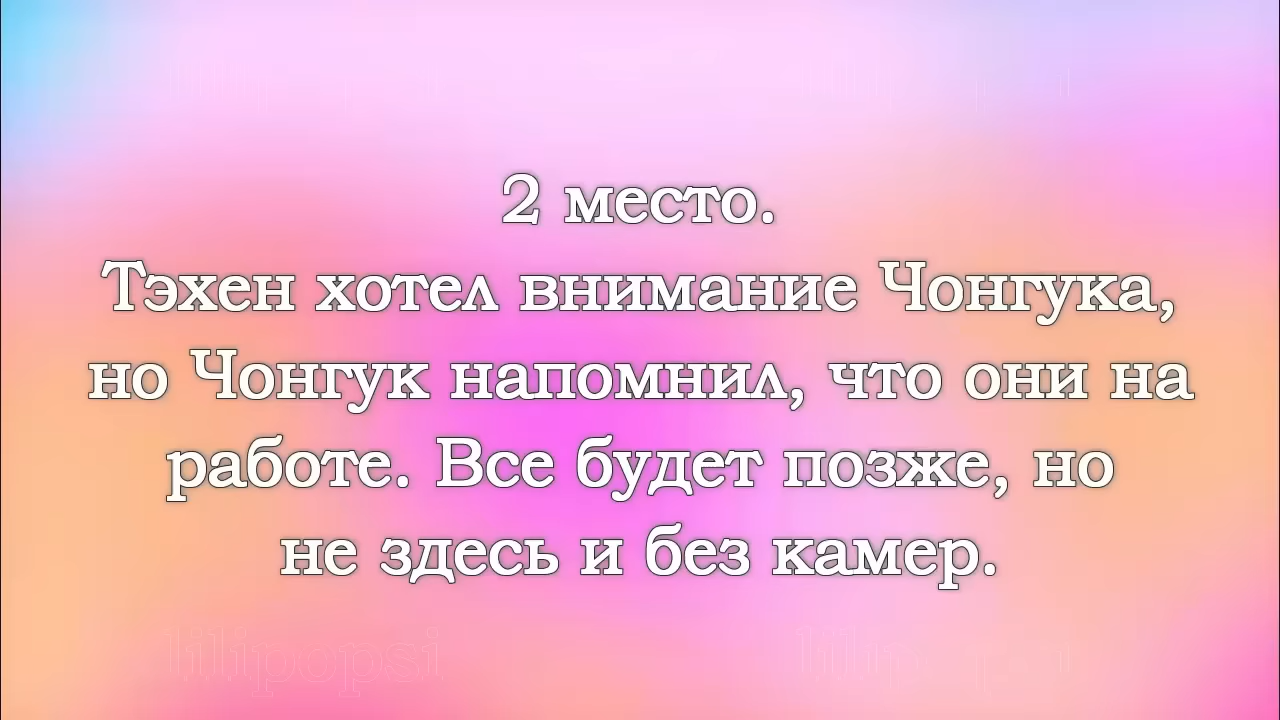 2 место.
Тэхен хотел внимание Чонгука,
но Чонгук напомнил, что они на
работе. Все будет позже, но
не здесь и без камер.
lilipopsi